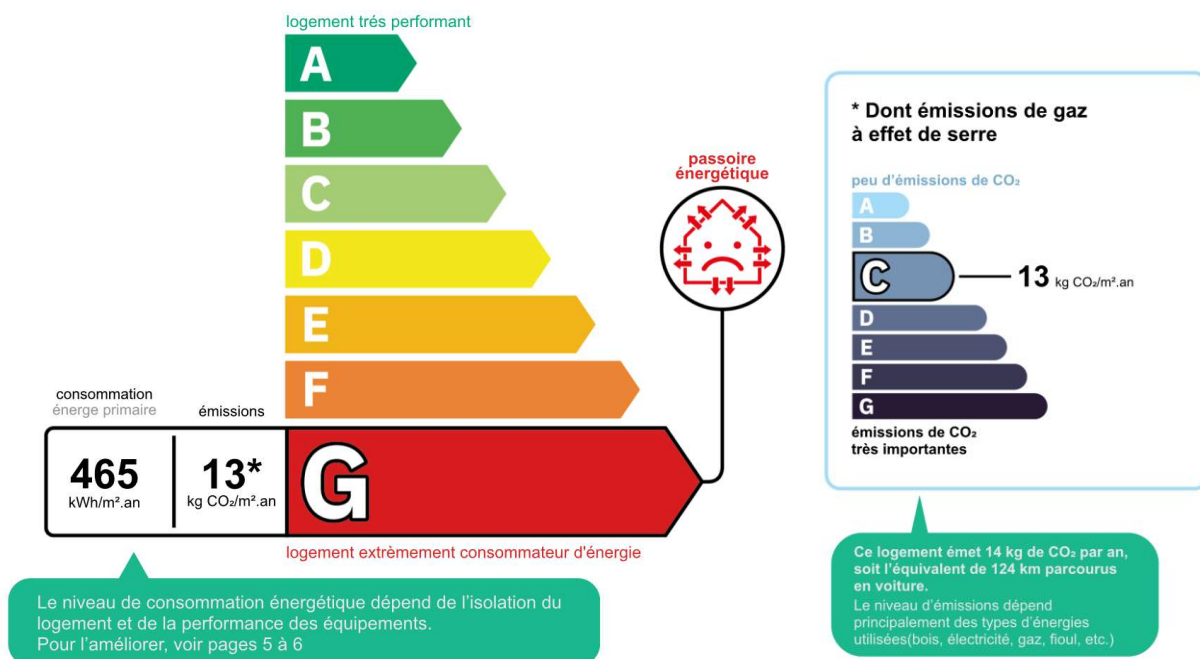 logement trés performant
A
B
C
D
E
F
G
passoire
énergétique
consommation
énerge primaire
émissions
465
kWh/m².an
13*
kg CO₂/m².an
logement extrèmement consommateur d'énergie
Le niveau de consommation énergétique dépend de l'isolation du
logement et de la performance des équipements.
Pour l'améliorer, voir pages 5 à 6
* Dont émissions de gaz
à effet de serre
peu d'émissions de CO₂
A
B
C
13 kg CO₂/m².an
D
E
F
G
émissions de CO₂
très importantes
Ce logement émet 14 kg de CO₂ par an,
soit l'équivalent de 124 km parcourus
en voiture.
Le niveau d'émissions dépend
principalement des types d'énergies
utilisées(bois, électricité, gaz, fioul, etc.)